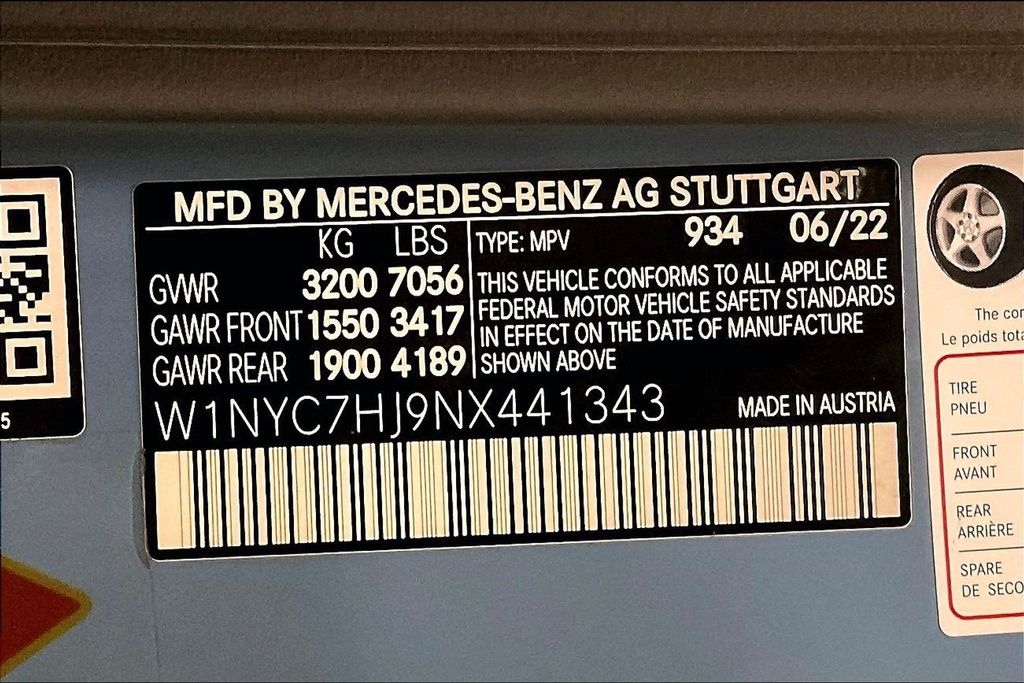 MFD BY MERCEDES-BENZ AG STUTTGART
KG LBS
GVWR 3200 7056
GAWR FRONT 1550 3417
GAWR REAR 1900 4189
TYPE: MPV 934 06/22
THIS VEHICLE CONFORMS TO ALL APPLICABLE
FEDERAL MOTOR VEHICLE SAFETY STANDARDS
IN EFFECT ON THE DATE OF MANUFACTURE
SHOWN ABOVE
W1NYC7HJ9NX441343 MADE IN AUSTRIA
5
The
Le poids
TIRE
PNEU
FRONT
AVANT
REAR
ARRIÈRE
SPARE
DE